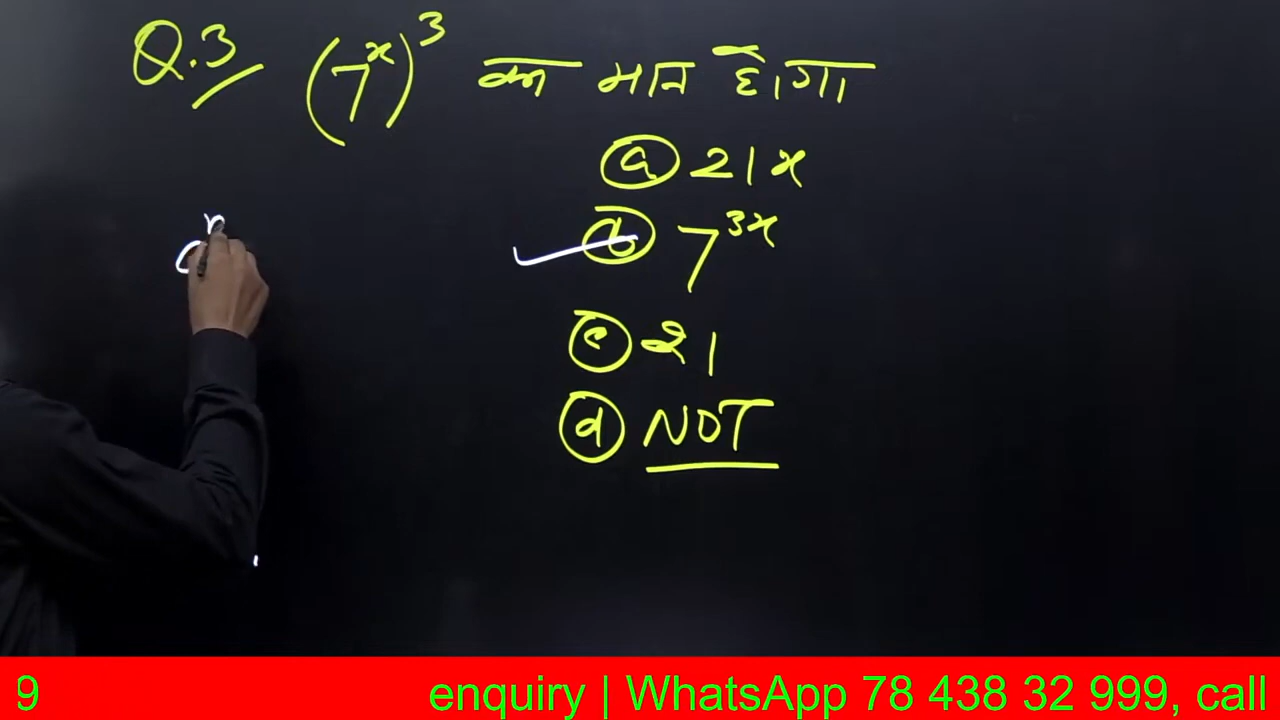 Q.3 (7^x)^3 का मान होगा
(a) 21x
(b) 7^3x
(c) 21
(d) NOT
9 enquiry | WhatsApp 78 438 32 999, call